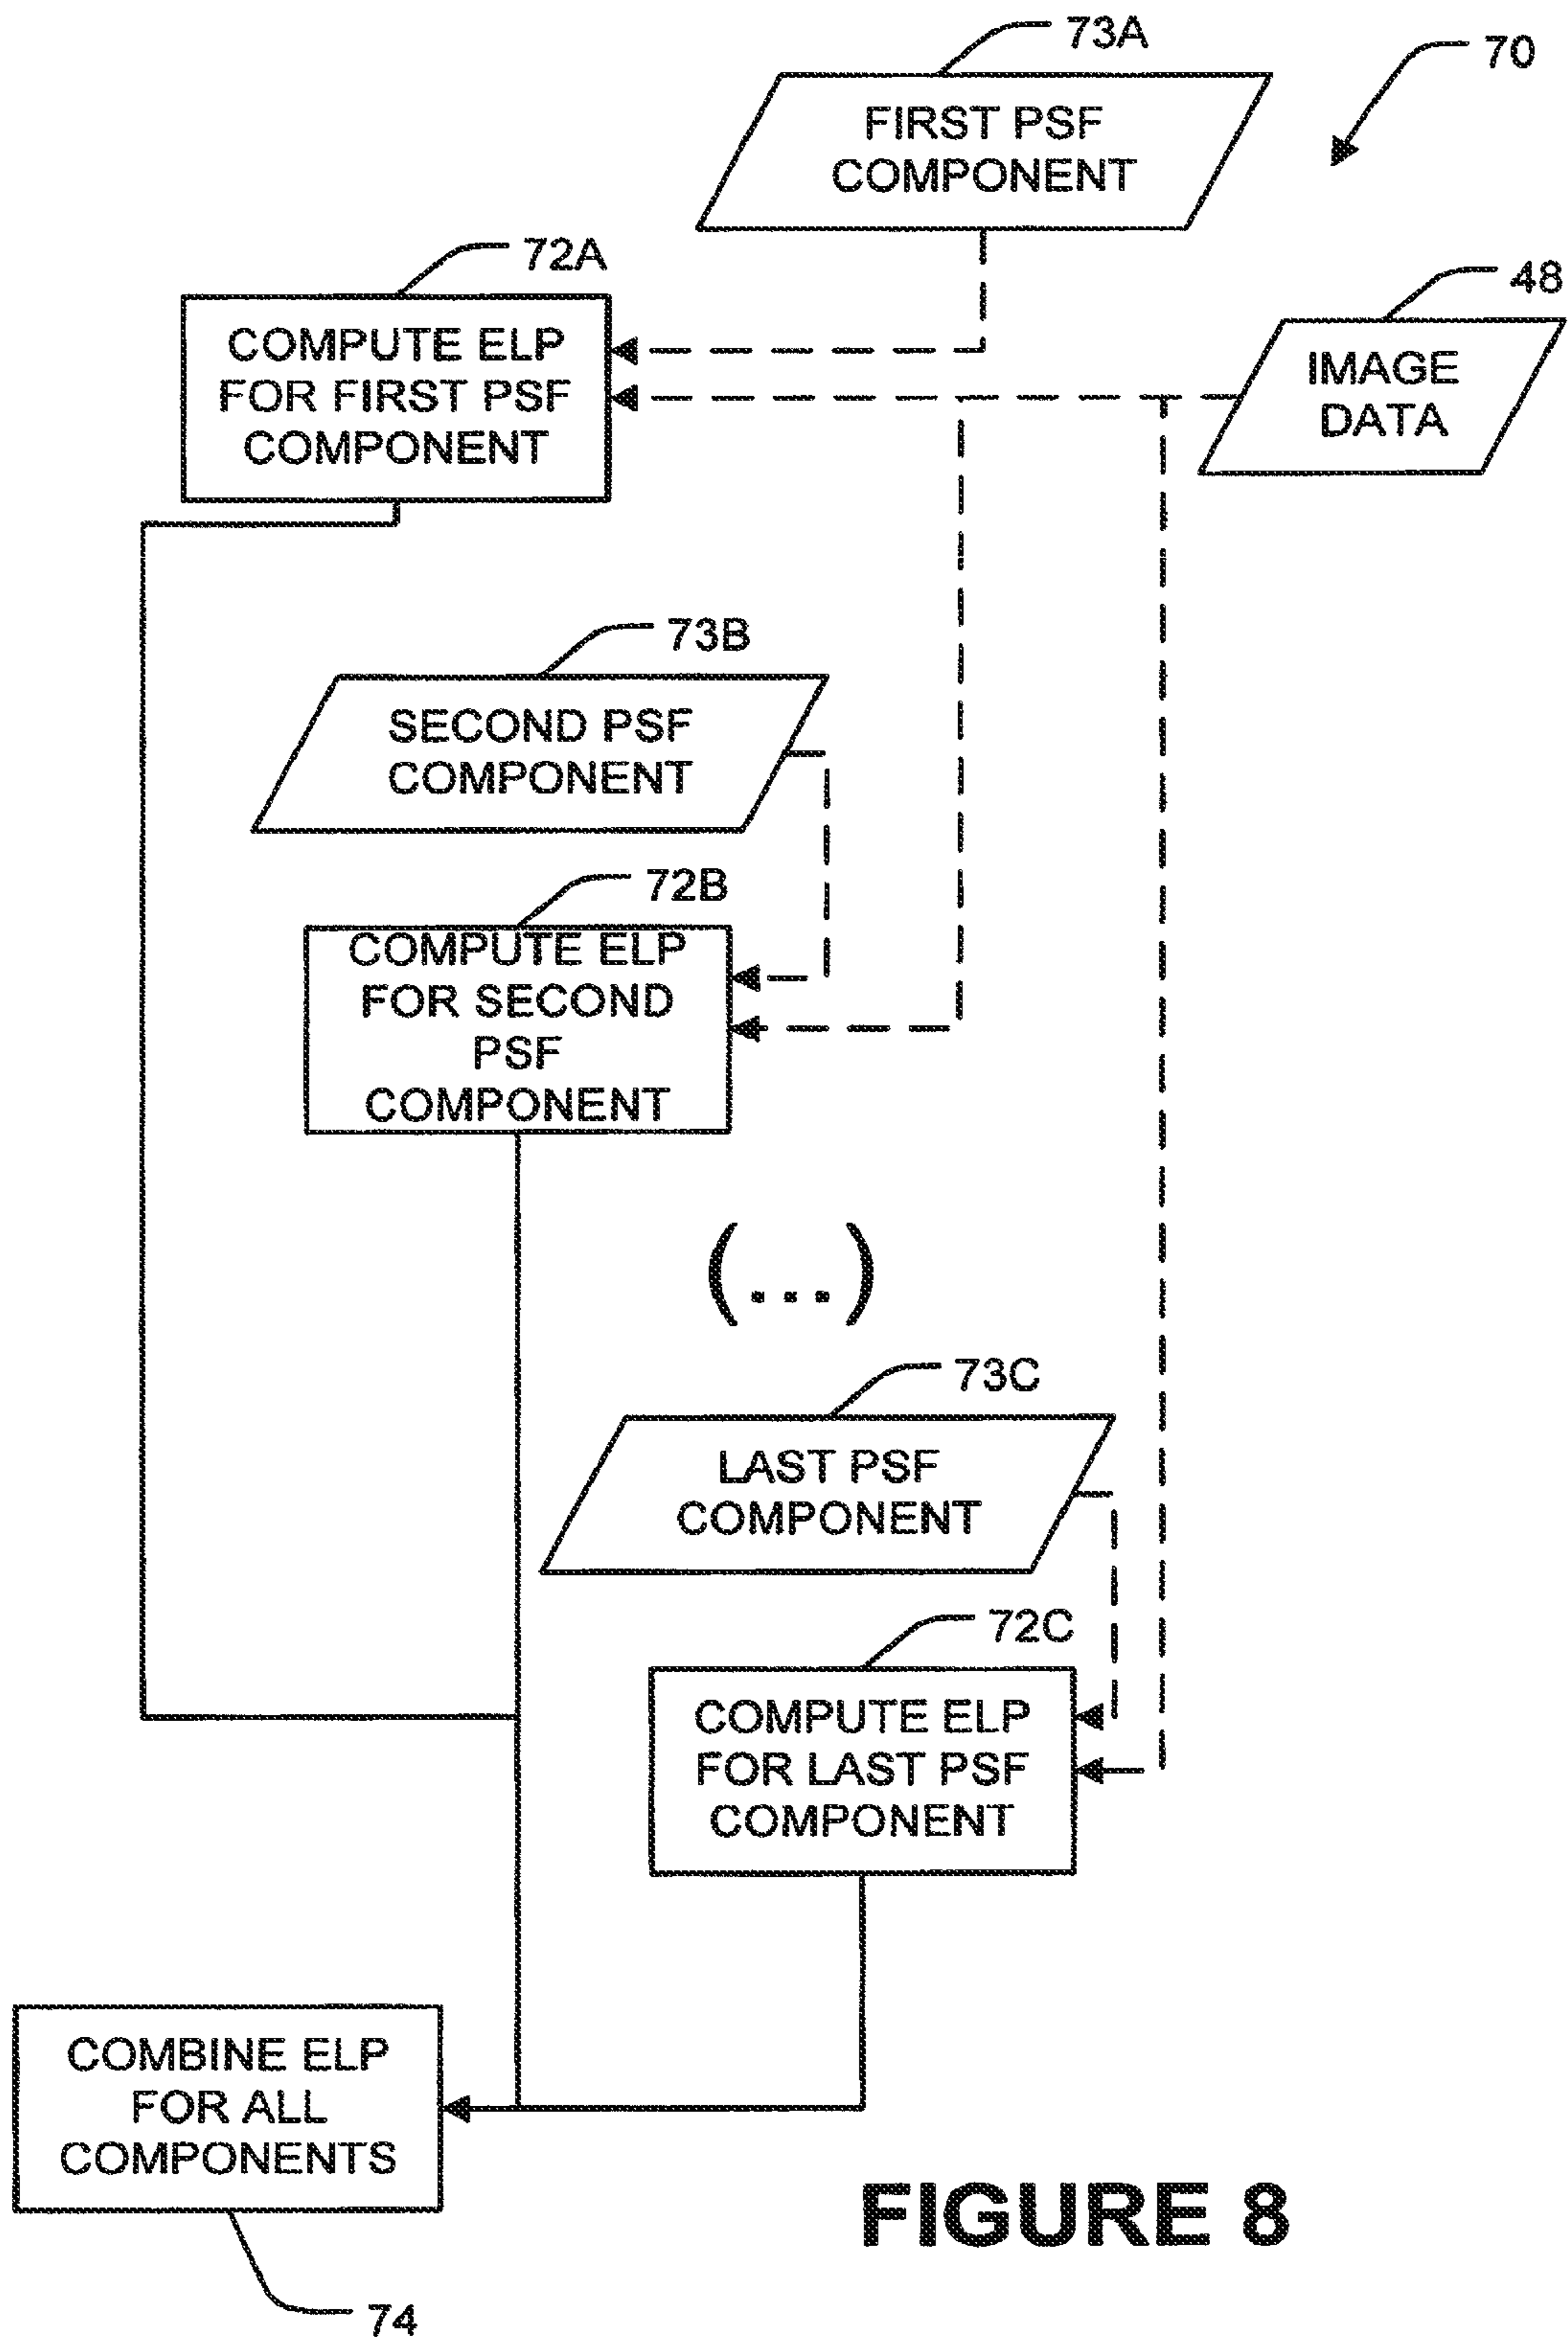 73A
70
FIRST PSF
COMPONENT
72A
48
COMPUTE ELP
FOR FIRST PSF
COMPONENT
IMAGE
DATA
73B
SECOND PSF
COMPONENT
72B
COMPUTE ELP
FOR SECOND
PSF
COMPONENT
(...)
73C
LAST PSF
COMPONENT
72C
COMPUTE ELP
FOR LAST PSF
COMPONENT
COMBINE ELP
FOR ALL
COMPONENTS
74
FIGURE 8